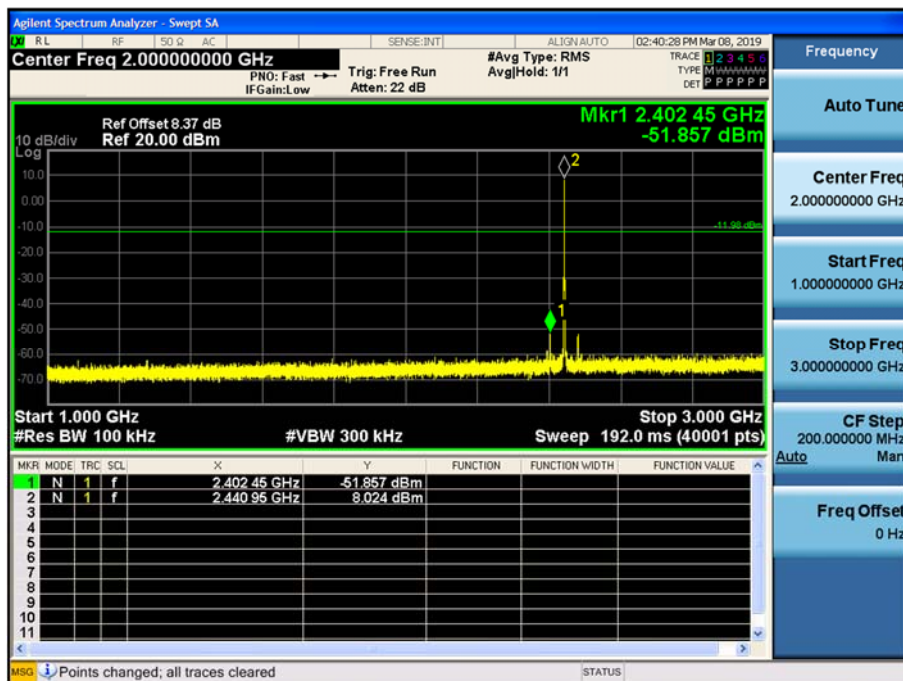 Agilent Spectrum Analyzer - Swept SA
LXI RL RF 50 Ω AC SENSE:INT ALIGN AUTO 02:40:28 PM Mar 08, 2019
Center Freq 2.000000000 GHz
PNO: Fast
IFGain:Low
Trig: Free Run
Atten: 22 dB
#Avg Type: RMS
Avg|Hold: 1/1
TRACE 1 2 3 4 5 6
TYPE M W W W W W
DET P P P P P P
Mkr1 2.402 45 GHz
-51.857 dBm
Ref Offset 8.37 dB
10 dB/div Ref 20.00 dBm
Log
10.0
0.00
-10.0
-20.0
-30.0
-40.0
-50.0
-60.0
-70.0
2
-11.98 dBm
1
Start 1.000 GHz Stop 3.000 GHz
#Res BW 100 kHz #VBW 300 kHz Sweep 192.0 ms (40001 pts)
MKR MODE TRC SCL X Y FUNCTION FUNCTION WIDTH FUNCTION VALUE
1 N 1 f 2.402 45 GHz -51.857 dBm
2 N 1 f 2.440 95 GHz 8.024 dBm
3
4
5
6
7
8
9
10
11
MSG Points changed; all traces cleared STATUS
Frequency
Auto Tune
Center Freq
2.000000000 GHz
Start Freq
1.000000000 GHz
Stop Freq
3.000000000 GHz
CF Step
200.000000 MHz
Auto Man
Freq Offset
0 Hz